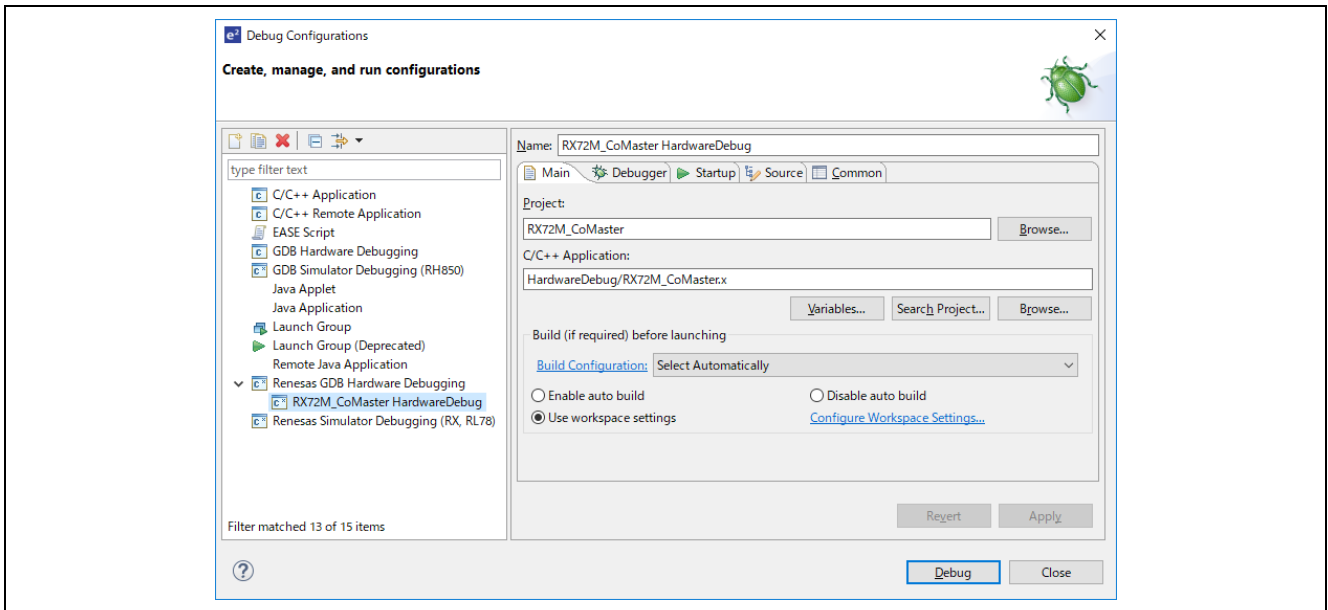 e² Debug Configurations
Create, manage, and run configurations
type filter text
C/C++ Application
C/C++ Remote Application
EASE Script
GDB Hardware Debugging
GDB Simulator Debugging (RH850)
Java Applet
Java Application
Launch Group
Launch Group (Deprecated)
Remote Java Application
Renesas GDB Hardware Debugging
RX72M_CoMaster HardwareDebug
Renesas Simulator Debugging (RX, RL78)
Filter matched 13 of 15 items
Name: RX72M_CoMaster HardwareDebug
Main Debugger Startup Source Common
Project:
RX72M_CoMaster Browse...
C/C++ Application:
HardwareDebug/RX72M_CoMaster.x
Variables... Search Project... Browse...
Build (if required) before launching
Build Configuration: Select Automatically
Enable auto build Disable auto build
Use workspace settings Configure Workspace Settings...
Revert Apply
? Debug Close